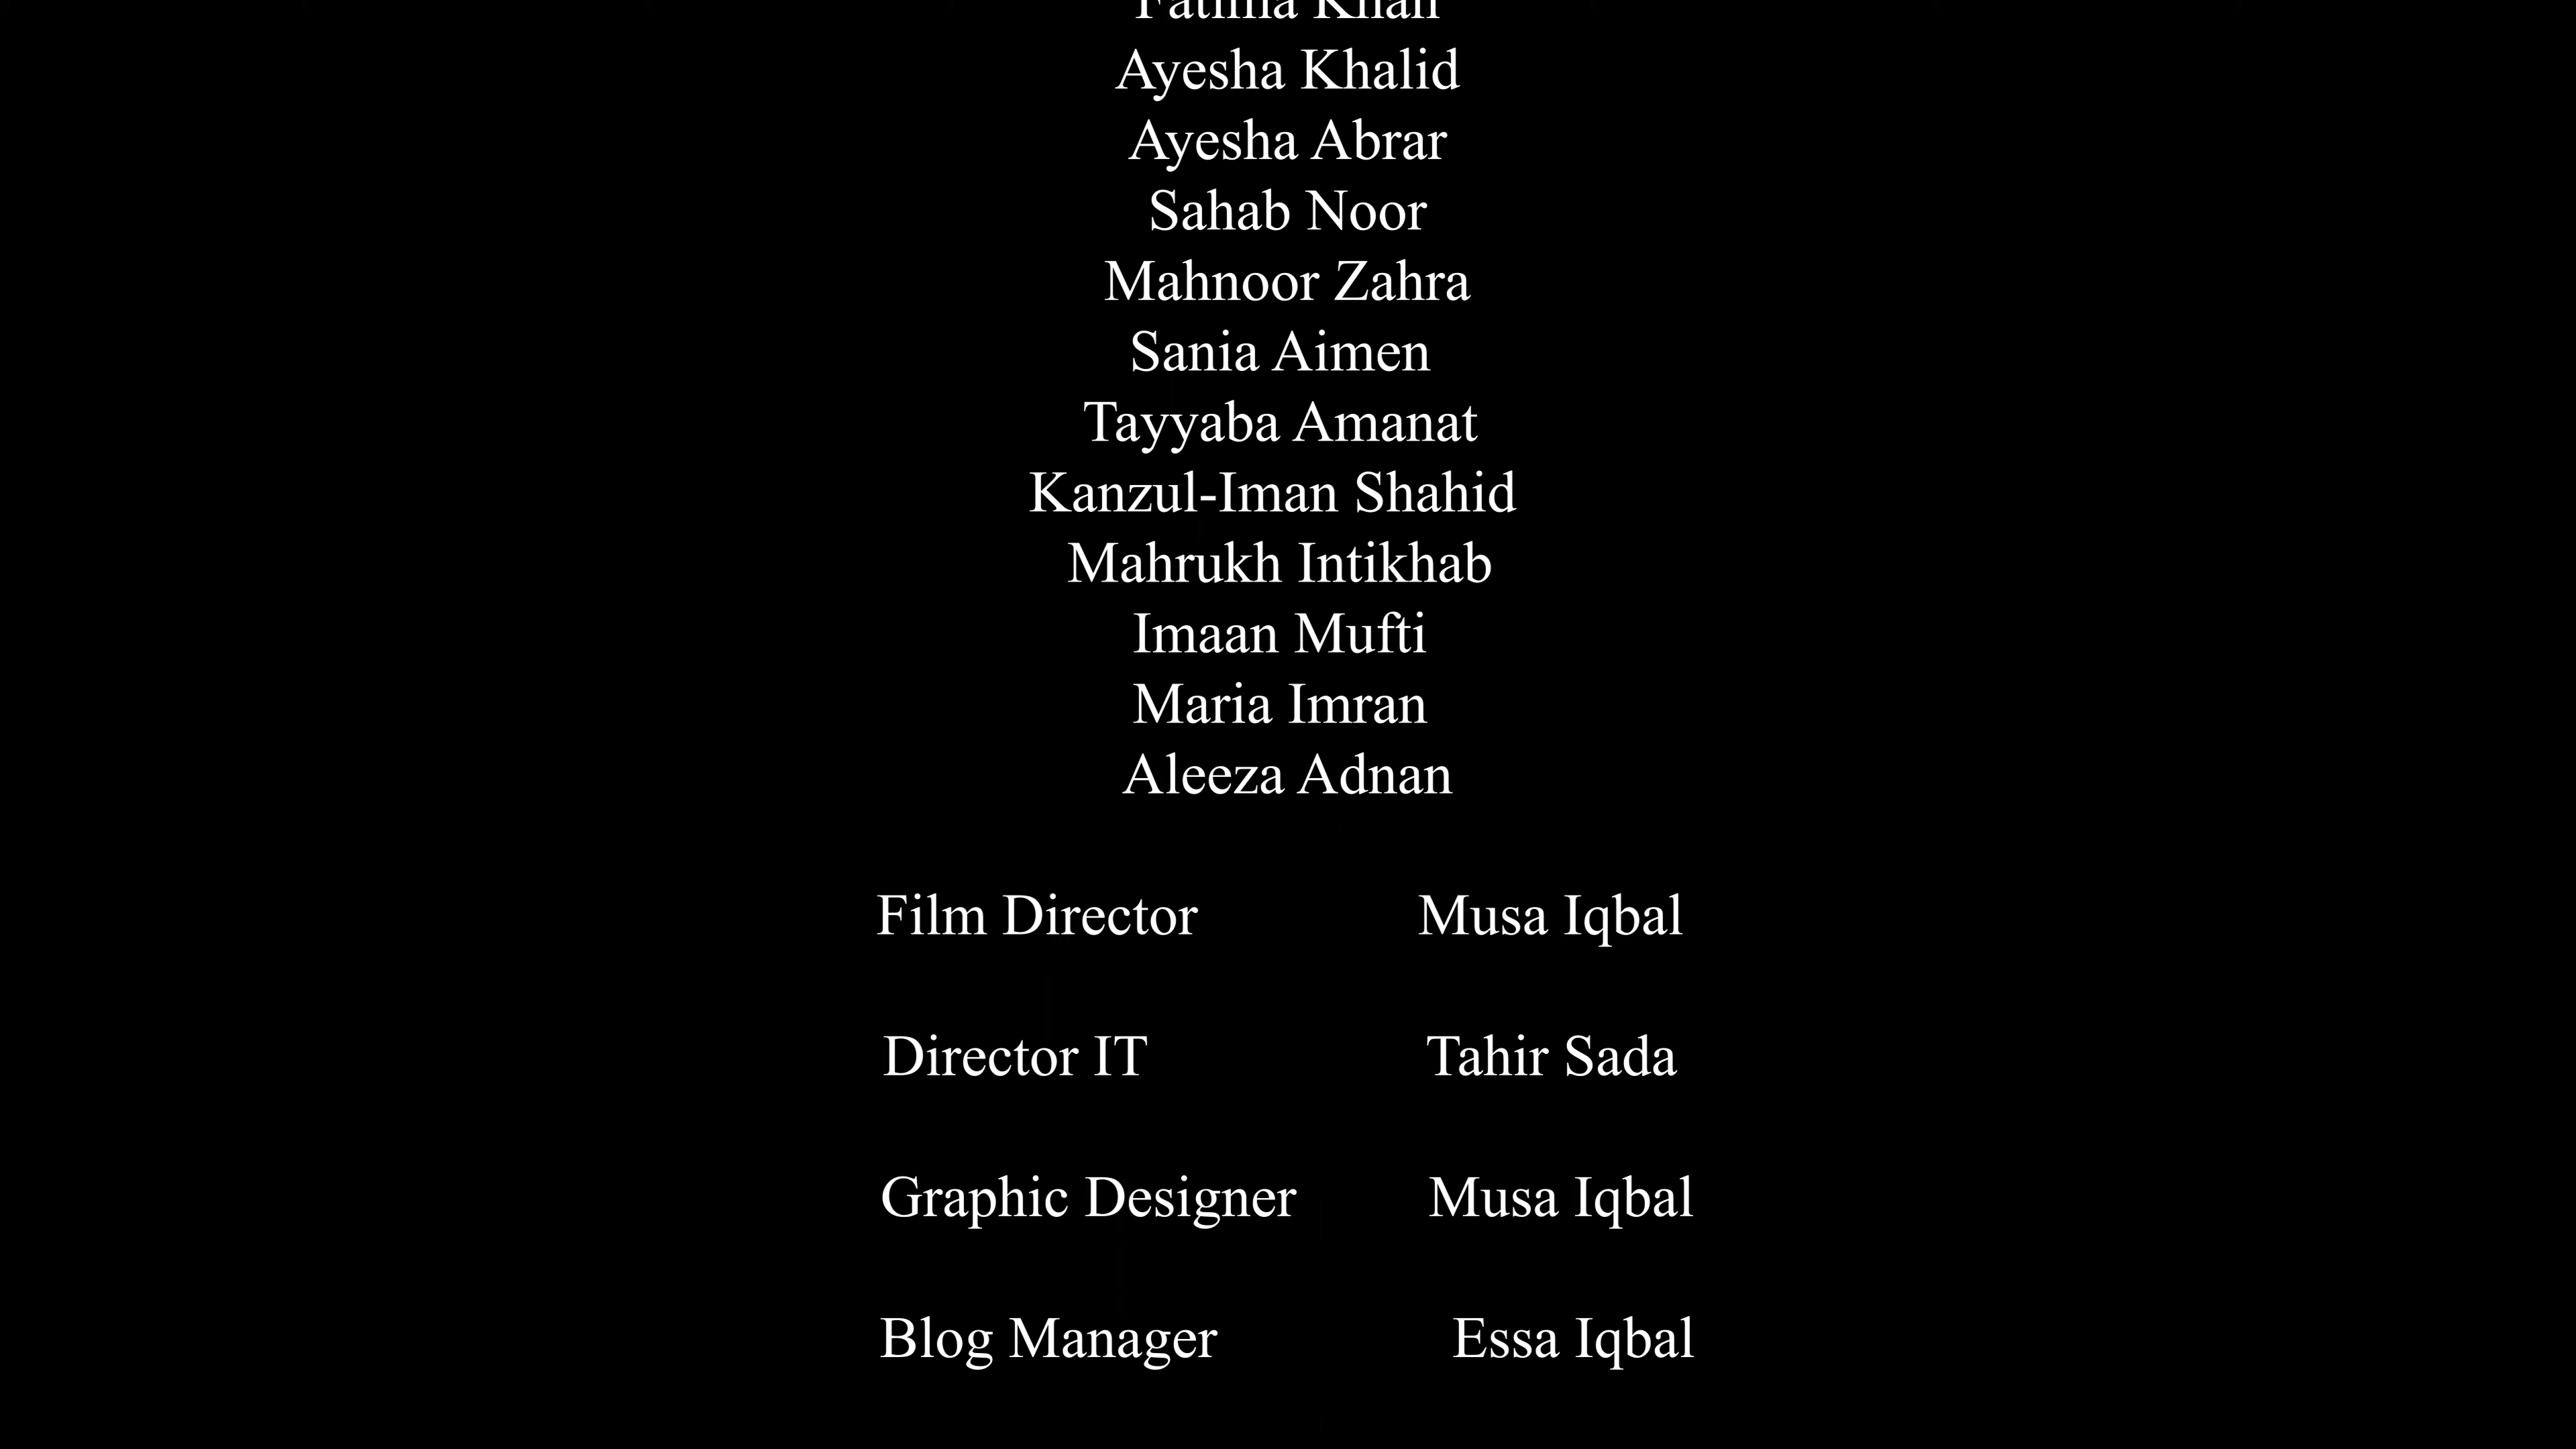 Fatima Khan
Ayesha Khalid
Ayesha Abrar
Sahab Noor
Mahnoor Zahra
Sania Aimen
Tayyaba Amanat
Kanzul-Iman Shahid
Mahrukh Intikhab
Imaan Mufti
Maria Imran
Aleeza Adnan
Film Director Musa Iqbal
Director IT Tahir Sada
Graphic Designer Musa Iqbal
Blog Manager Essa Iqbal